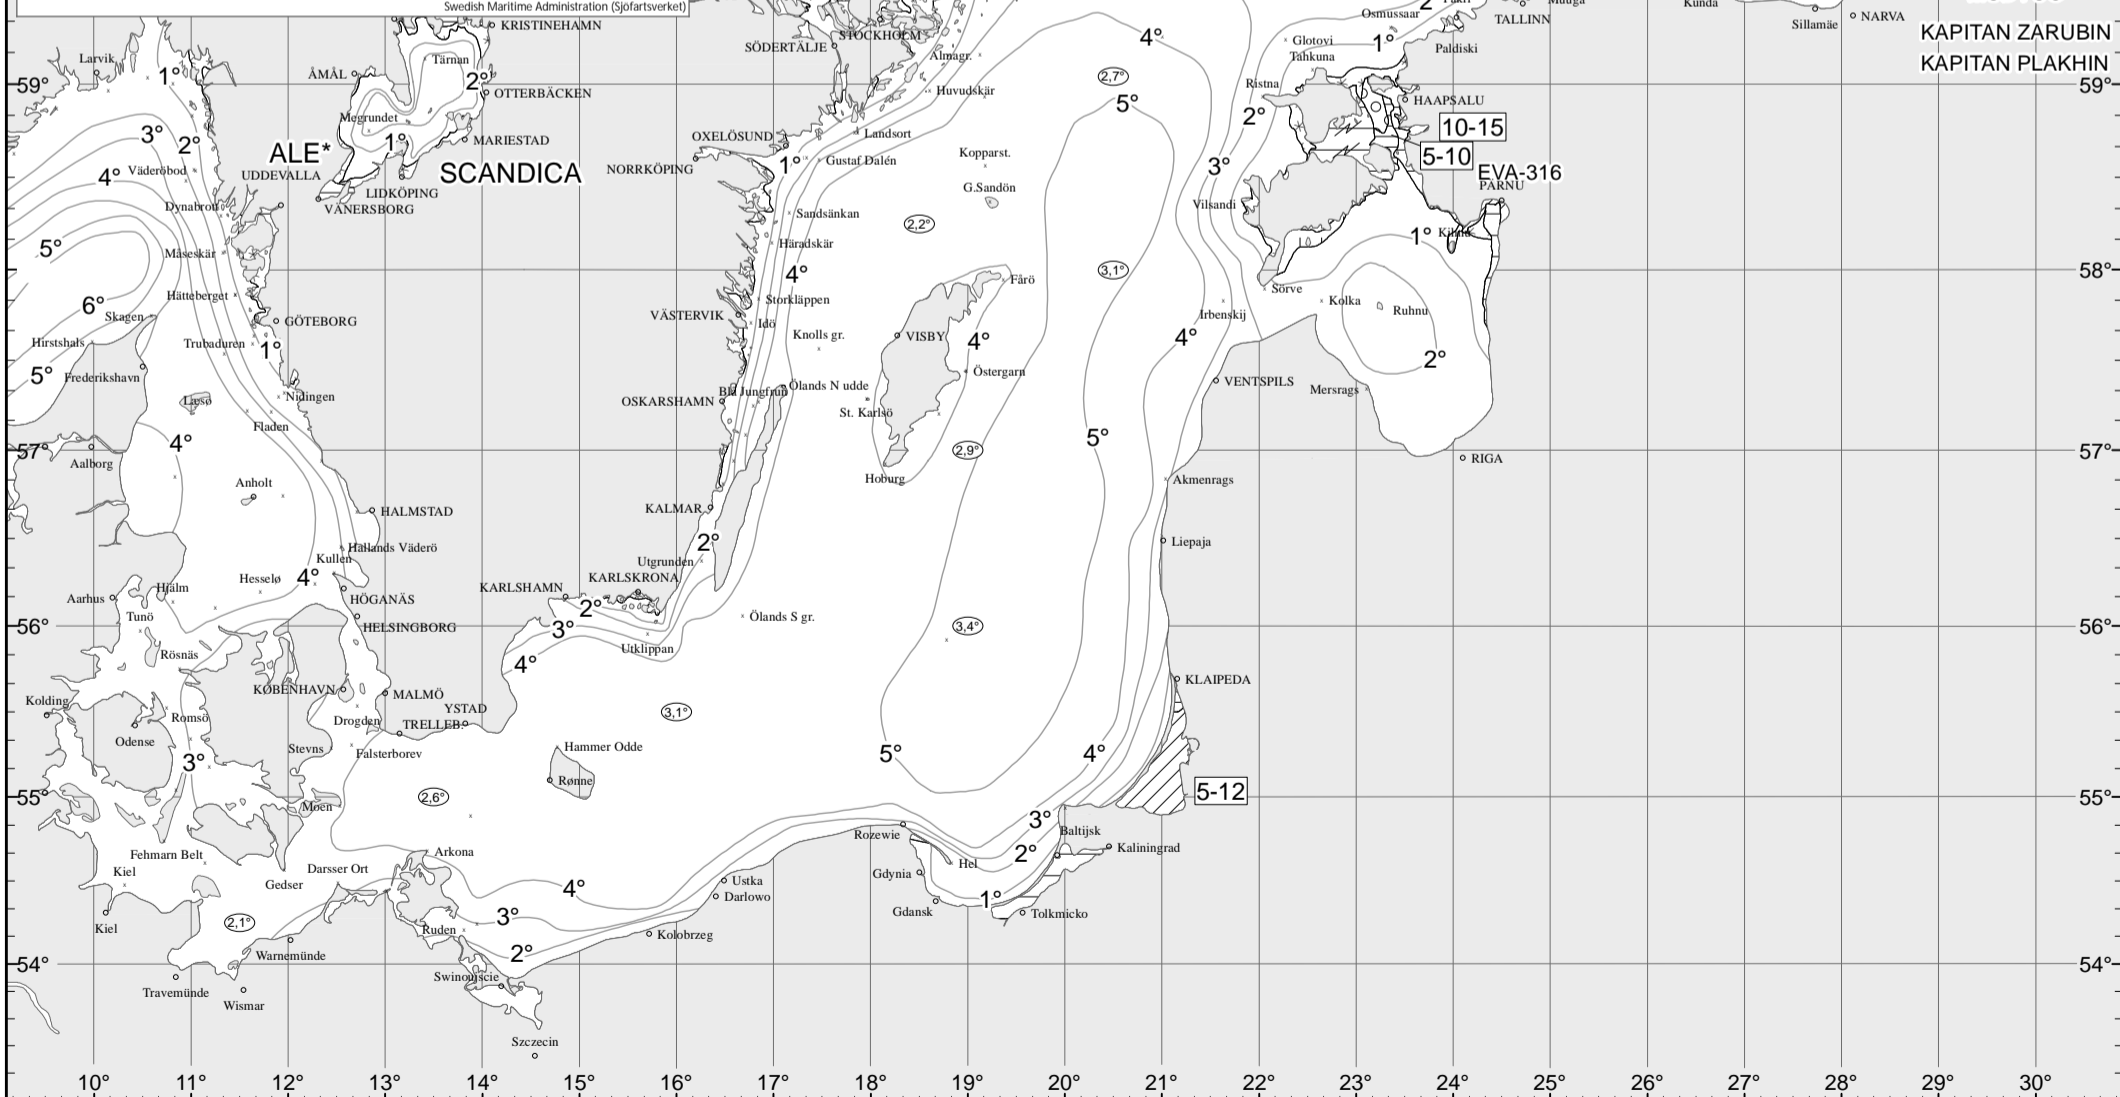 Swedish Maritime Administration (Sjöfartsverket)
KRISTINEHAMN
SÖDERTÄLJE
STOCKHOLM
4°
2°
Osmussaar
Pakri
TALLINN
Muuga
Kunda
Sillamäe
NARVA
KAPITAN ZARUBIN
KAPITAN PLAKHIN
Larvik
1°
ÅMÅL
Tärnan
2°
OTTERBÄCKEN
Almagr.
Huvudskär
2,7°
5°
Glotovi
Tahkuna
1°
Paldiski
Ristna
59°
59°
HAAPSALU
10-15
5-10
EVA-316
PÄRNU
3°
2°
Megrundet
1°
MARIESTAD
ALE*
SCANDICA
OXELÖSUND
Landsort
NORRKÖPING
1°
Gustaf Dalén
Kopparst.
G.Sandön
2°
3°
4°
Väderöbod
UDDEVALLA
LIDKÖPING
VÄNERSBORG
Dynabrott
Sandsänkan
2,2°
Vilsandi
Häradskär
1°
Kihnu
5°
Måseskär
4°
3,1°
58°
Fårö
Sörve
Kolka
Ruhnu
Hätteberget
Storkläppen
6°
Skagen
GÖTEBORG
VÄSTERVIK
Idö
Knolls gr.
VISBY
4°
Irbenskij
4°
Hirtshals
Trubaduren
1°
2°
5°
Frederikshavn
Östergarn
VENTSPILS
Mersrags
Læsø
Nidingen
OSKARSHAMN
Blå Jungfrun
Ölands N udde
St. Karlsö
Fladen
4°
5°
57°
57°
Aalborg
2,9°
RIGA
Hoburg
Akmenrags
Anholt
HALMSTAD
KALMAR
2°
Liepaja
Hallands Väderö
Kullen
Utgrunden
Hjälm
Hesselø
4°
KARLSHAMN
KARLSKRONA
Aarhus
HÖGANÄS
2°
Tunö
HELSINGBORG
3°
Ölands S gr.
3,4°
56°
56°
Rösnäs
Utklippan
4°
KØBENHAVN
MALMÖ
KLAIPEDA
Kolding
Romsö
Drogden
YSTAD
TRELLEB.
3,1°
Odense
Stevns
Falsterborev
Hammer Odde
3°
5°
4°
Rønne
55°
2,6°
5-12
55°
Moen
3°
Rozewie
Baltijsk
Fehmarn Belt
Arkona
2°
Kaliningrad
Hel
Kiel
Darsser Ort
Gedser
4°
Ustka
Gdynia
Darlowo
1°
3°
Gdansk
Tolkmicko
2,1°
Kiel
Ruden
Kolobrzeg
Warnemünde
2°
54°
54°
Swinoujscie
Travemünde
Wismar
Szczecin
10° 11° 12° 13° 14° 15° 16° 17° 18° 19° 20° 21° 22° 23° 24° 25° 26° 27° 28° 29° 30°